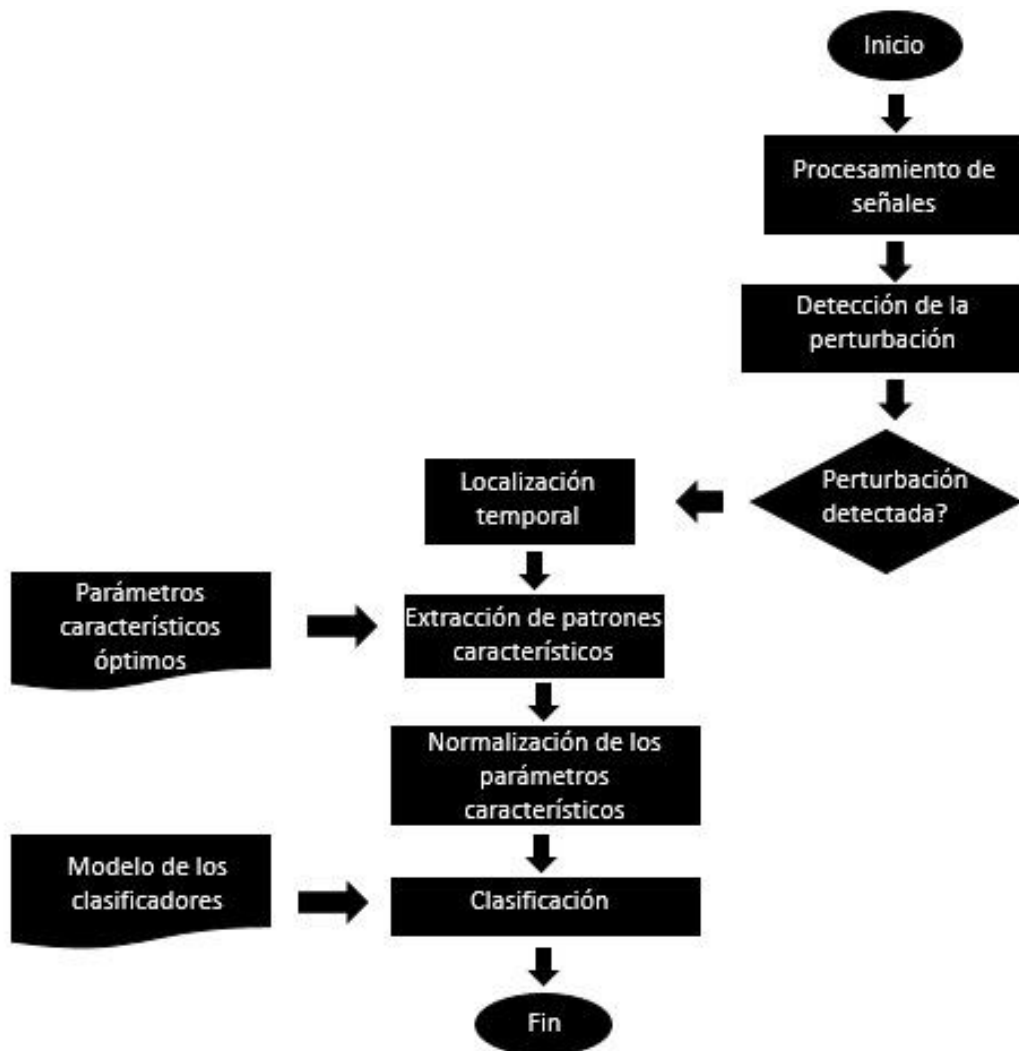 Inicio
Procesamiento de
señales
Detección de la
perturbación
Perturbación
detectada?
Localización
temporal
Parámetros
característicos
óptimos
Extracción de patrones
característicos
Normalización de los
parámetros
característicos
Modelo de los
clasificadores
Clasificación
Fin